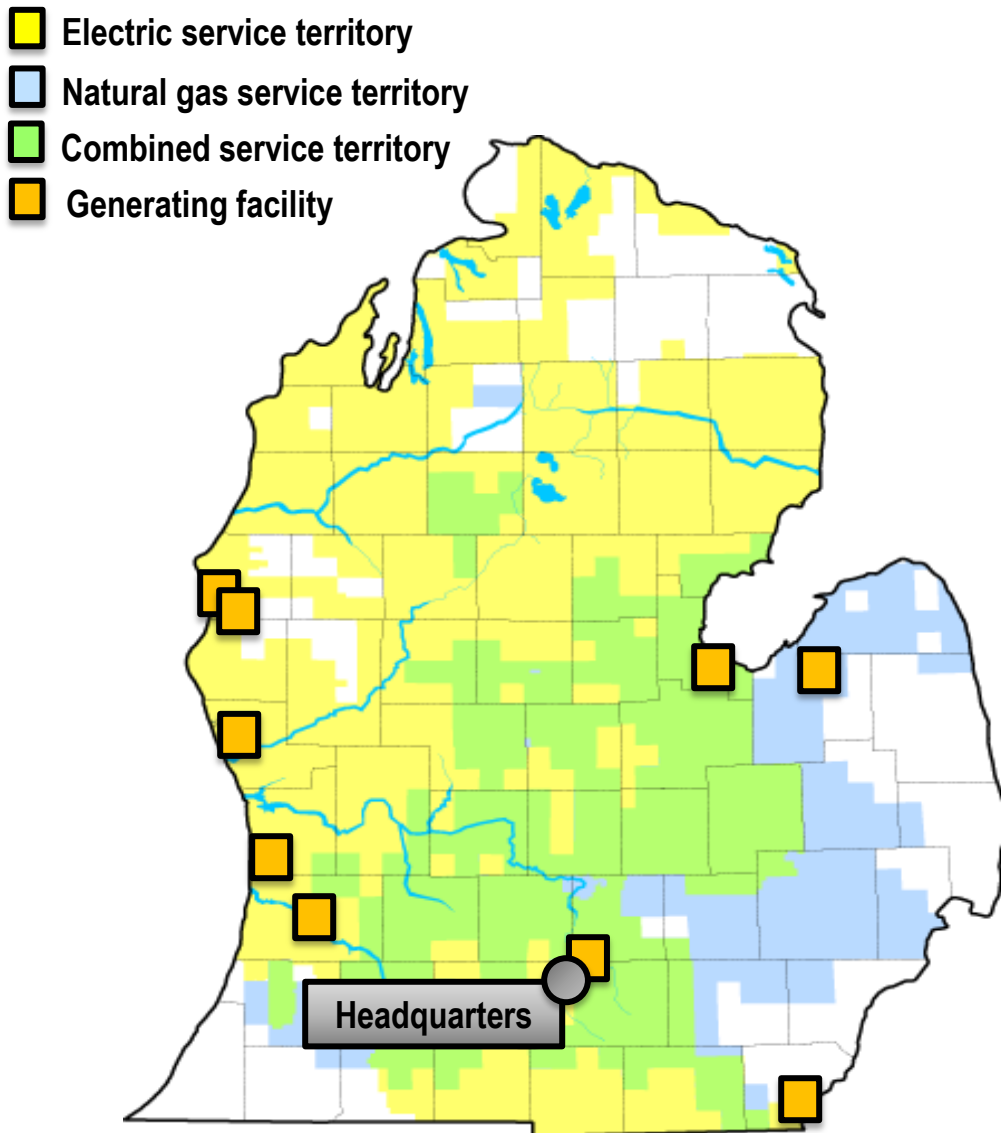 Electric service territory
Natural gas service territory
Combined service territory
Generating facility
Headquarters